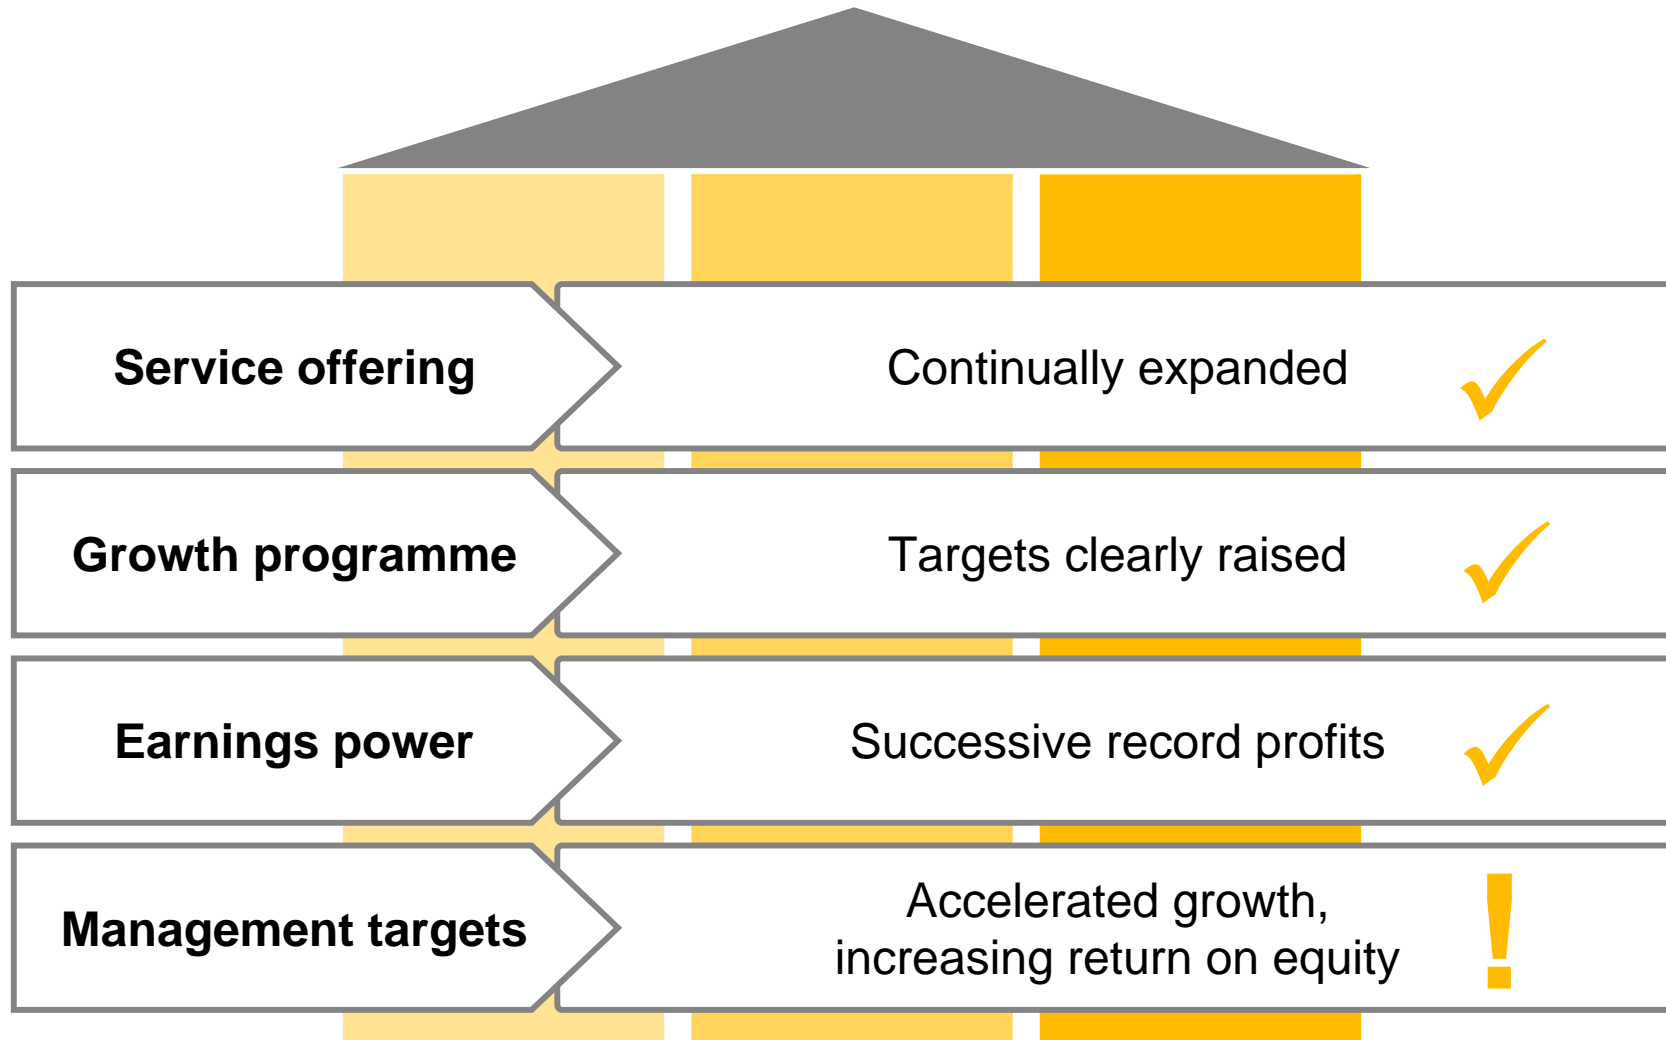 Service offering
Continually expanded
Growth programme
Targets clearly raised
Earnings power
Successive record profits
Management targets
Accelerated growth,
increasing return on equity
!